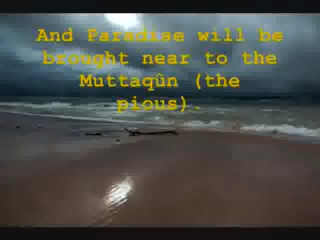 And Paradise will be
brought near to the
Muttaqûn (the
pious).